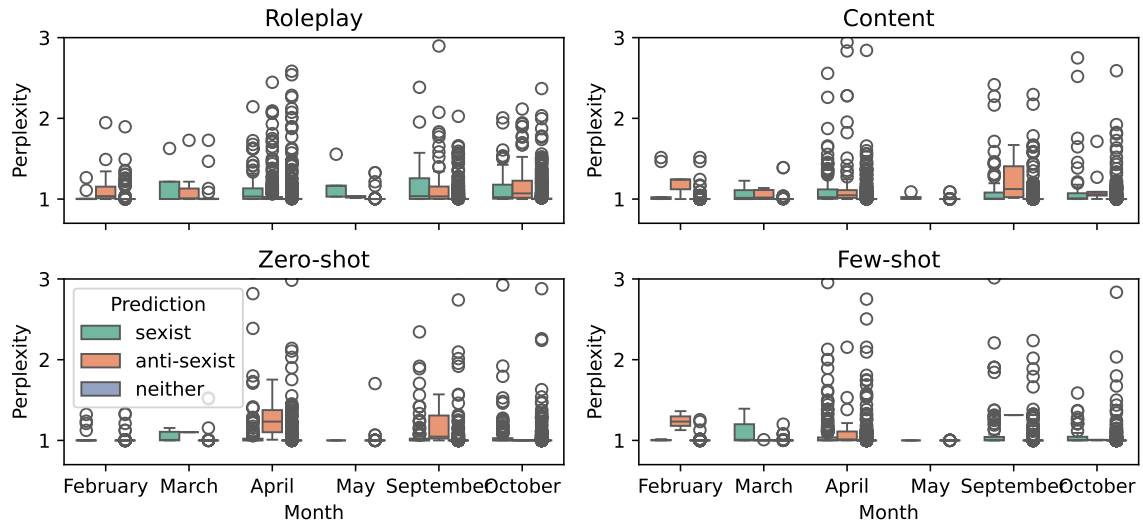 Roleplay
Content
Perplexity
3
2
1
Perplexity
3
2
1
Zero-shot
Few-shot
Perplexity
3
2
1
Prediction
sexist
anti-sexist
neither
Perplexity
3
2
1
February March April May September October
Month
February March April May September October
Month